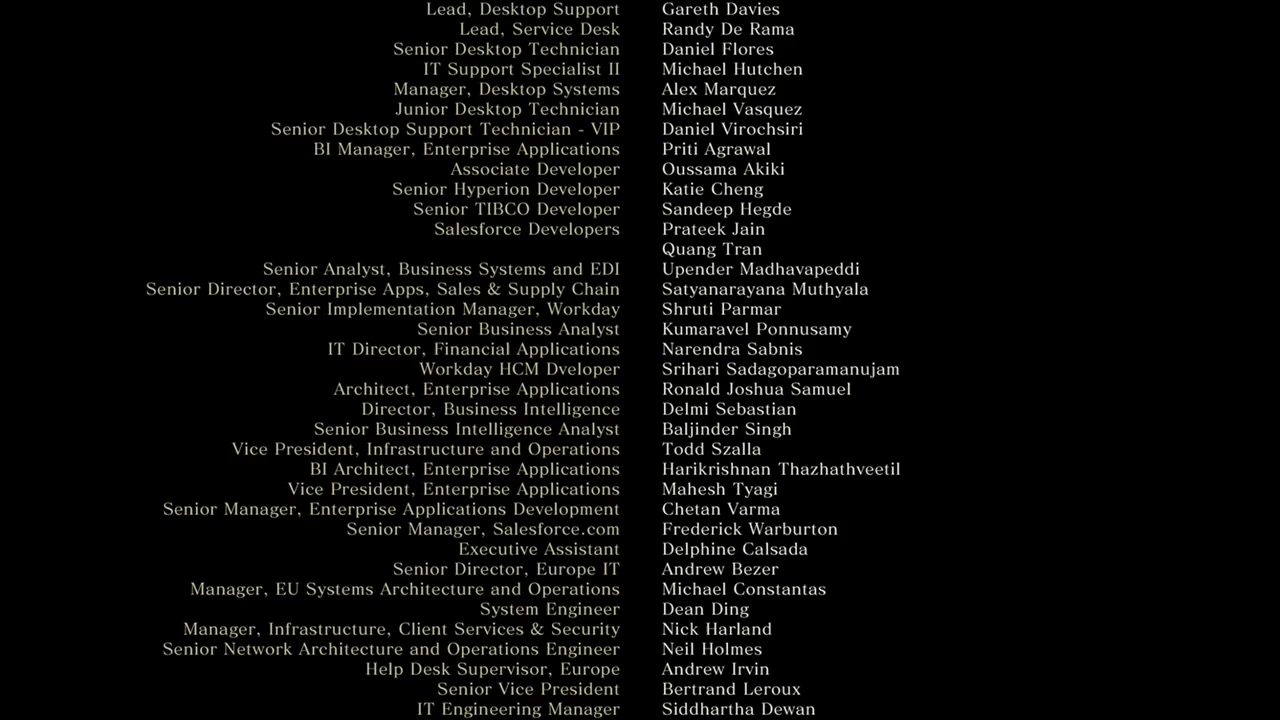 Lead, Desktop Support Gareth Davies
Lead, Service Desk Randy De Rama
Senior Desktop Technician Daniel Flores
IT Support Specialist II Michael Hutchen
Manager, Desktop Systems Alex Marquez
Junior Desktop Technician Michael Vasquez
Senior Desktop Support Technician - VIP Daniel Virochsiri
BI Manager, Enterprise Applications Priti Agrawal
Associate Developer Oussama Akiki
Senior Hyperion Developer Katie Cheng
Senior TIBCO Developer Sandeep Hegde
Salesforce Developers Prateek Jain
Quang Tran
Senior Analyst, Business Systems and EDI Upender Madhavapeddi
Senior Director, Enterprise Apps, Sales & Supply Chain Satyanarayana Muthyala
Senior Implementation Manager, Workday Shruti Parmar
Senior Business Analyst Kumaravel Ponnusamy
IT Director, Financial Applications Narendra Sabnis
Workday HCM Dveloper Srihari Sadagoparamanujam
Architect, Enterprise Applications Ronald Joshua Samuel
Director, Business Intelligence Delmi Sebastian
Senior Business Intelligence Analyst Baljinder Singh
Vice President, Infrastructure and Operations Todd Szalla
BI Architect, Enterprise Applications Harikrishnan Thazhathveetil
Vice President, Enterprise Applications Mahesh Tyagi
Senior Manager, Enterprise Applications Development Chetan Varma
Senior Manager, Salesforce.com Frederick Warburton
Executive Assistant Delphine Calsada
Senior Director, Europe IT Andrew Bezer
Manager, EU Systems Architecture and Operations Michael Constantas
System Engineer Dean Ding
Manager, Infrastructure, Client Services & Security Nick Harland
Senior Network Architecture and Operations Engineer Neil Holmes
Help Desk Supervisor, Europe Andrew Irvin
Senior Vice President Bertrand Leroux
IT Engineering Manager Siddhartha Dewan